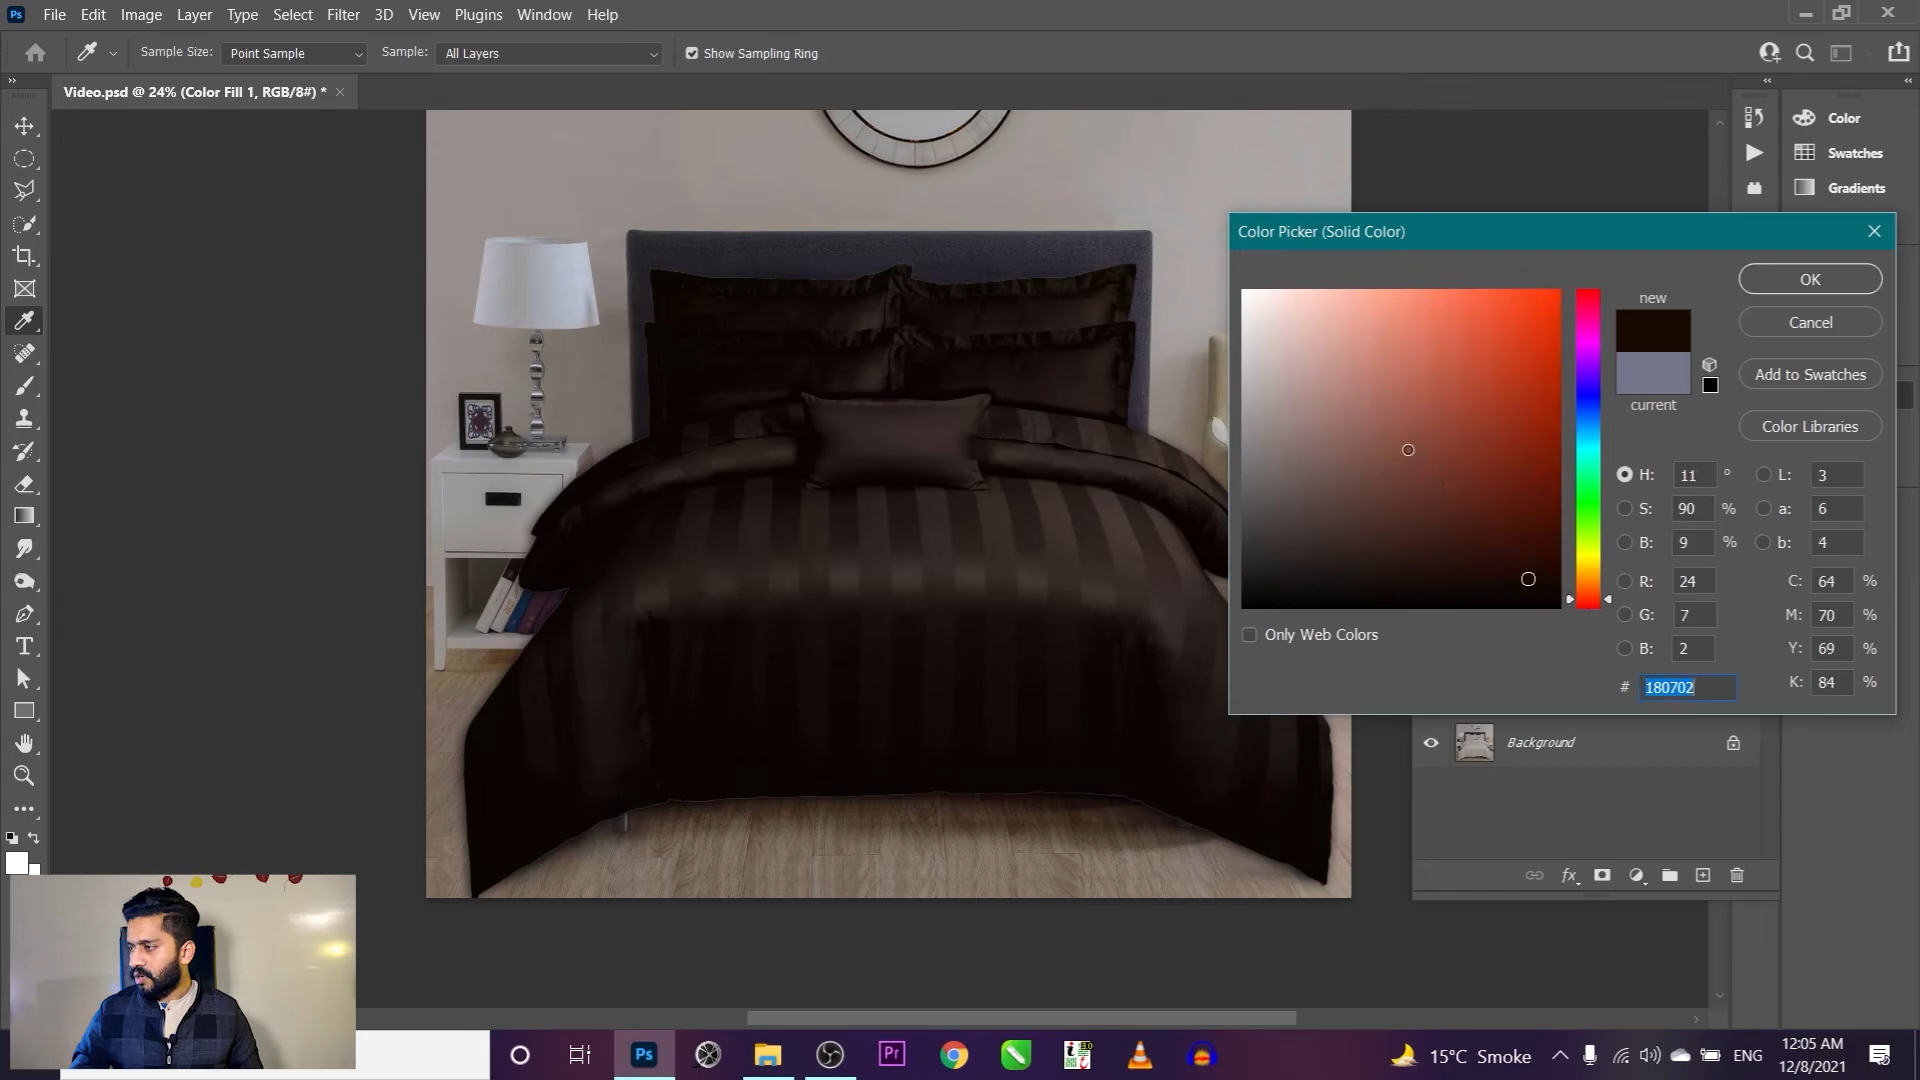 Ps File Edit Image Layer Type Select Filter 3D View Plugins Window Help
Sample Size: Point Sample Sample: All Layers Show Sampling Ring
Video.psd @ 24% (Color Fill 1, RGB/8#) *
Color
Swatches
Gradients
Color Picker (Solid Color)
new
current
OK
Cancel
Add to Swatches
Color Libraries
H: 11 ° L: 3
S: 90 % a: 6
B: 9 % b: 4
R: 24 C: 64 %
G: 7 M: 70 %
B: 2 Y: 69 %
# 180702 K: 84 %
Only Web Colors
Background
fx
T
Ps Pr 15°C Smoke ENG 12:05 AM
12/8/2021